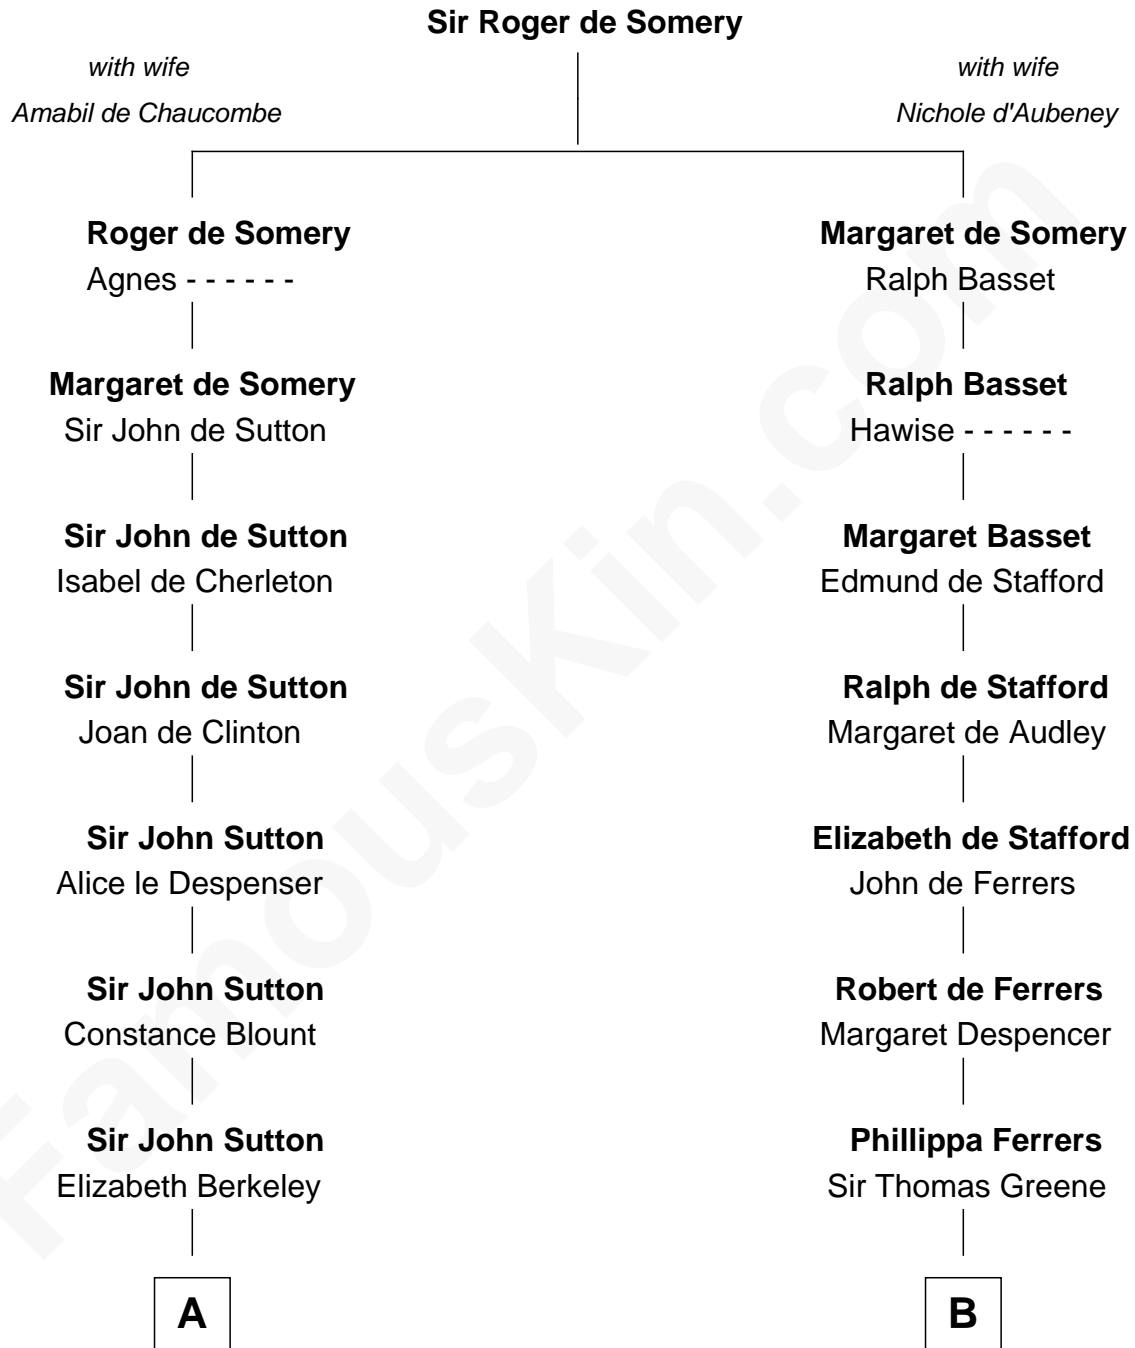 Sir Roger de Somery
with wife
Amabil de Chaucombe
with wife
Nichole d'Aubeney
Roger de Somery
Agnes - - - - - -
Margaret de Somery
Sir John de Sutton
Sir John de Sutton
Isabel de Cherleton
Sir John de Sutton
Joan de Clinton
Sir John Sutton
Alice le Despenser
Sir John Sutton
Constance Blount
Sir John Sutton
Elizabeth Berkeley
A
Margaret de Somery
Ralph Basset
Ralph Basset
Hawise - - - - - -
Margaret Basset
Edmund de Stafford
Ralph de Stafford
Margaret de Audley
Elizabeth de Stafford
John de Ferrers
Robert de Ferrers
Margaret Despencer
Phillippa Ferrers
Sir Thomas Greene
B
FamousKin.com